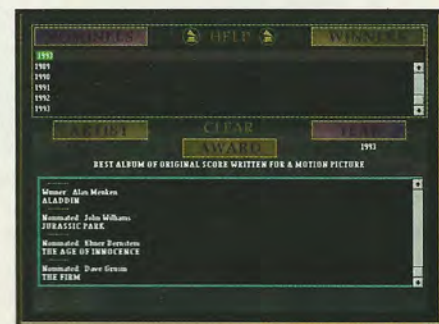 NOMINEES HELP WINNERS
1993
1989
1990
1991
1992
1993
ARTIST CLEAR YEAR
AWARD 1993
BEST ALBUM OF ORIGINAL SCORE WRITTEN FOR A MOTION PICTURE
Winner: Alan Menken
ALADDIN
Nominated: John Williams
JURASSIC PARK
Nominated: Elmer Bernstein
THE AGE OF INNOCENCE
Nominated: Dave Grusin
THE FIRM